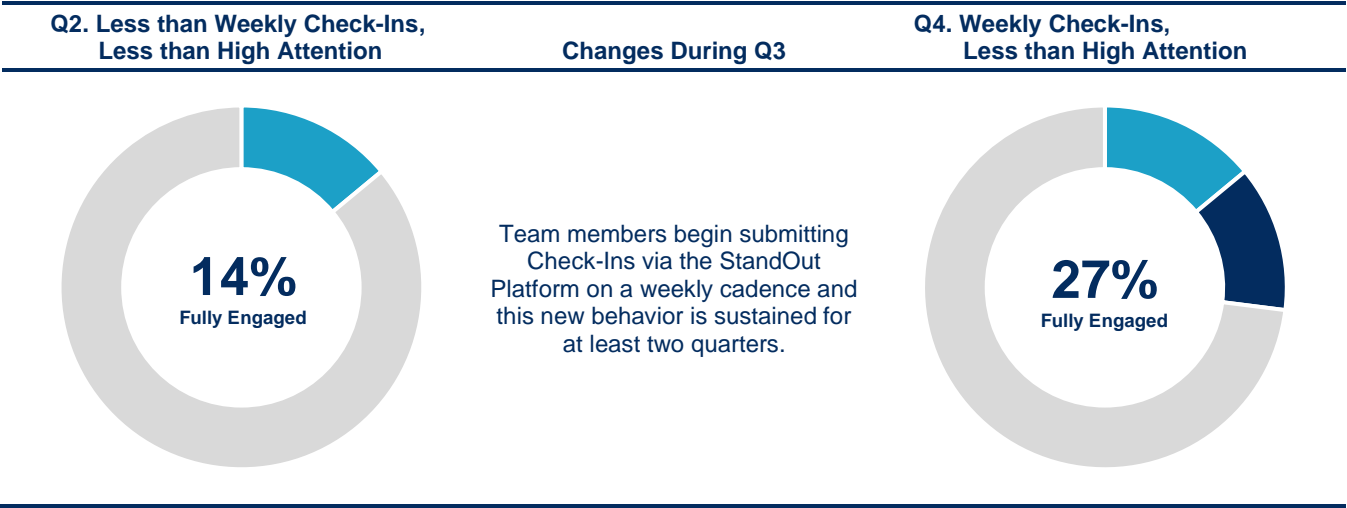 Q2. Less than Weekly Check-Ins,
Less than High Attention
Changes During Q3
Q4. Weekly Check-Ins,
Less than High Attention
14%
Fully Engaged
Team members begin submitting
Check-Ins via the StandOut
Platform on a weekly cadence and
this new behavior is sustained for
at least two quarters.
27%
Fully Engaged